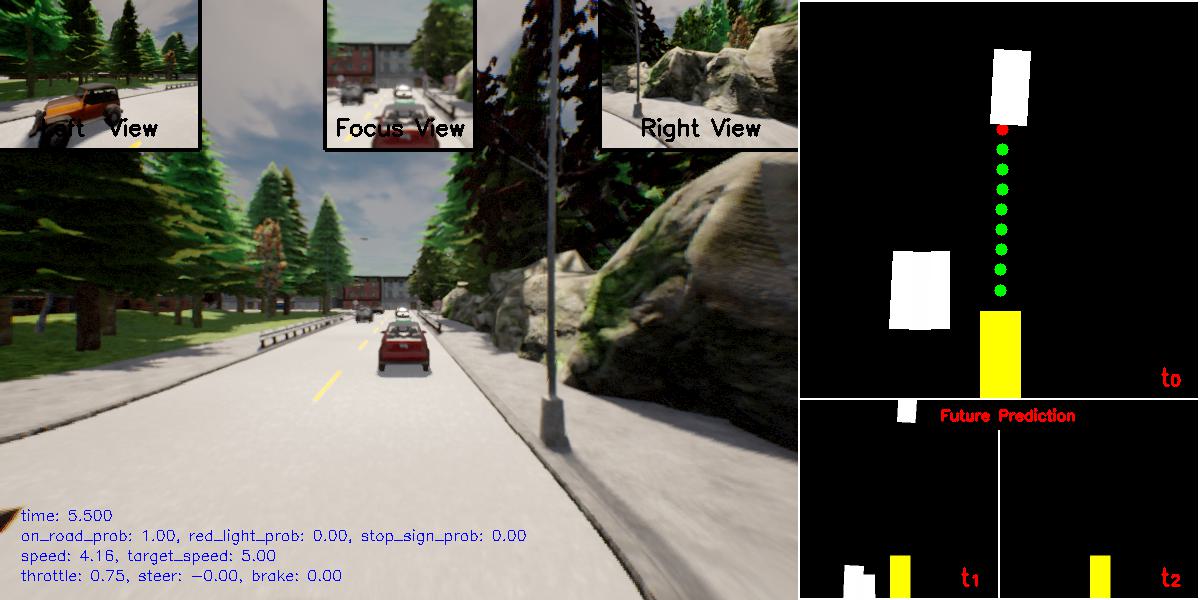 Left View
Focus View
Right View
time: 5.500
on_road_prob: 1.00, red_light_prob: 0.00, stop_sign_prob: 0.00
speed: 4.16, target_speed: 5.00
throttle: 0.75, steer: -0.00, brake: 0.00
t0
Future Prediction
t1
t2